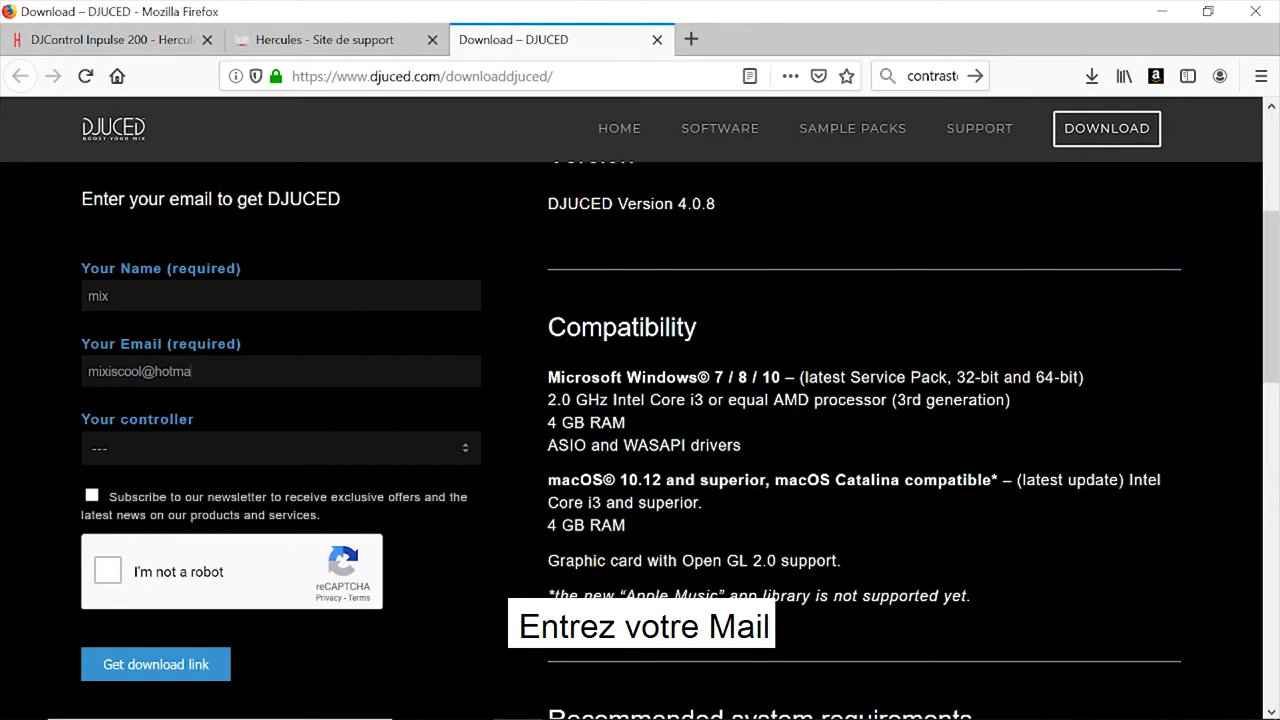 Download – DJUCED - Mozilla Firefox
DJControl Inpulse 200 - Hercul
Hercules - Site de support
Download – DJUCED
https://www.djuced.com/downloaddjuced/
contrast
DJUCED
BOOST YOUR MIX
HOME
SOFTWARE
SAMPLE PACKS
SUPPORT
DOWNLOAD
Enter your email to get DJUCED
Your Name (required)
mix
Your Email (required)
mixiscool@hotma
Your controller
---
Subscribe to our newsletter to receive exclusive offers and the
latest news on our products and services.
I'm not a robot
reCAPTCHA
Privacy - Terms
Get download link
Version
DJUCED Version 4.0.8
Compatibility
Microsoft Windows© 7 / 8 / 10 – (latest Service Pack, 32-bit and 64-bit)
2.0 GHz Intel Core i3 or equal AMD processor (3rd generation)
4 GB RAM
ASIO and WASAPI drivers
macOS© 10.12 and superior, macOS Catalina compatible* – (latest update) Intel
Core i3 and superior.
4 GB RAM
Graphic card with Open GL 2.0 support.
*the new “Apple Music” app library is not supported yet.
Entrez votre Mail
Recommended system requirements